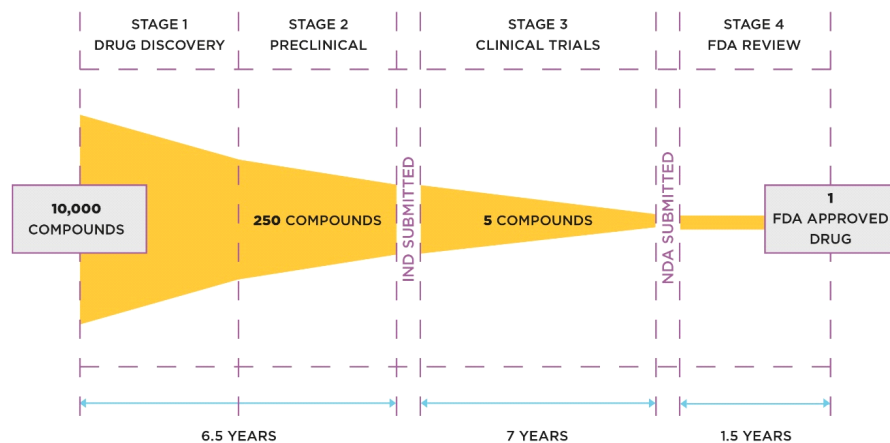 STAGE 1
DRUG DISCOVERY
STAGE 2
PRECLINICAL
STAGE 3
CLINICAL TRIALS
STAGE 4
FDA REVIEW
10,000
COMPOUNDS
250 COMPOUNDS
IND SUBMITTED
5 COMPOUNDS
NDA SUBMITTED
1
FDA APPROVED
DRUG
6.5 YEARS
7 YEARS
1.5 YEARS